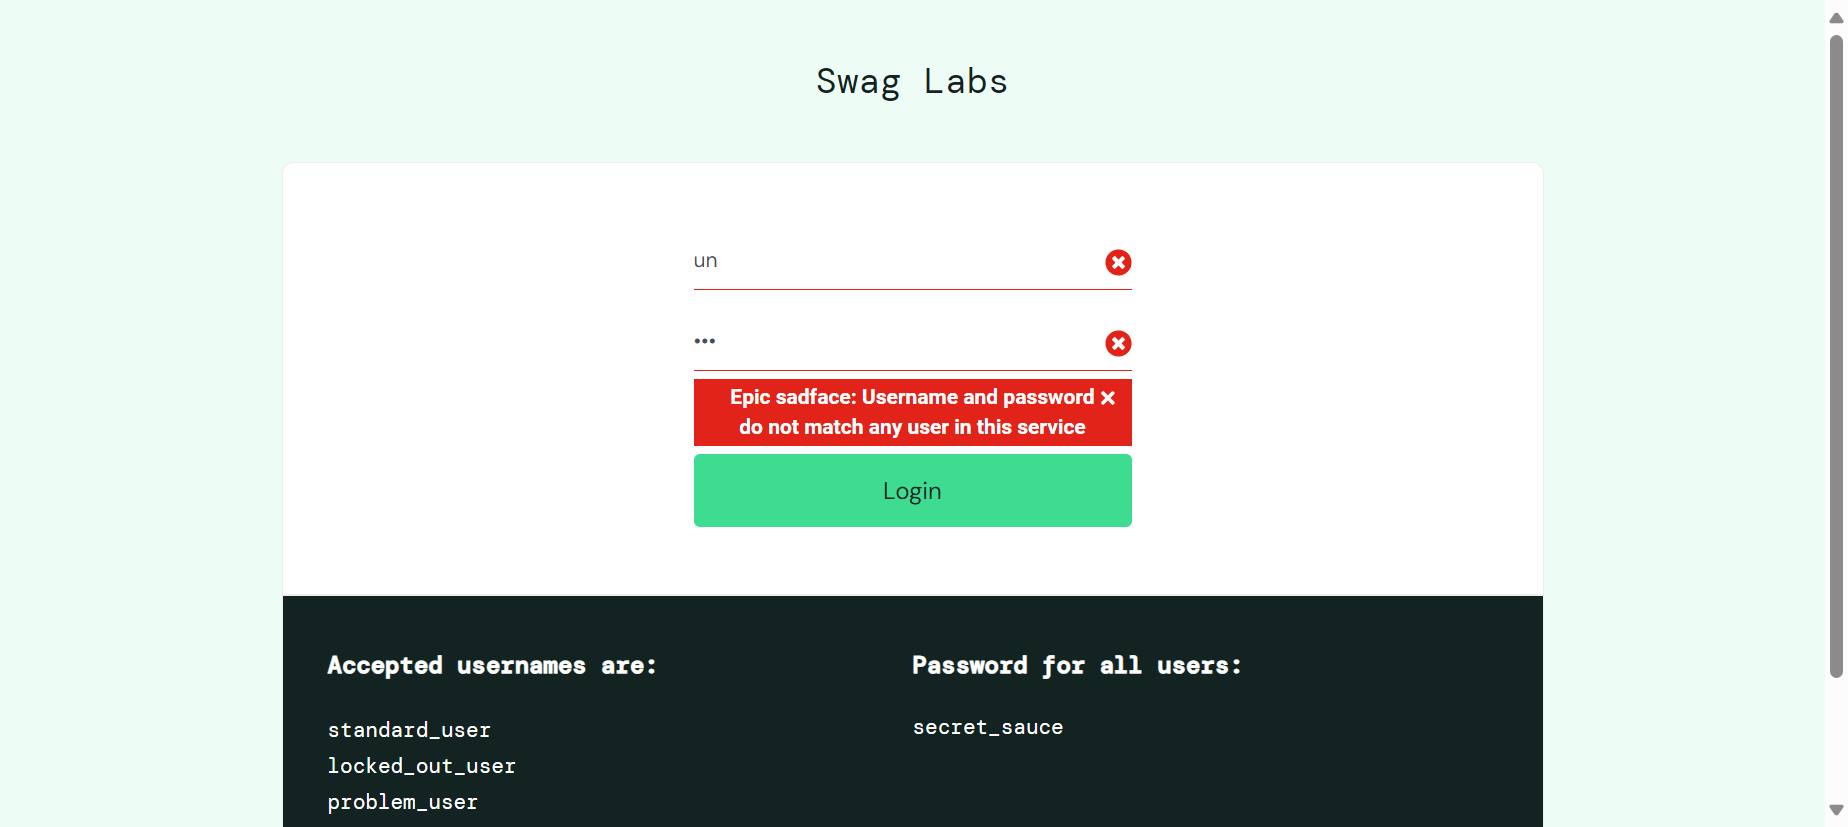 Swag Labs
un
•••
Epic sadface: Username and password
do not match any user in this service
Login
Accepted usernames are:
standard_user
locked_out_user
problem_user
Password for all users:
secret_sauce